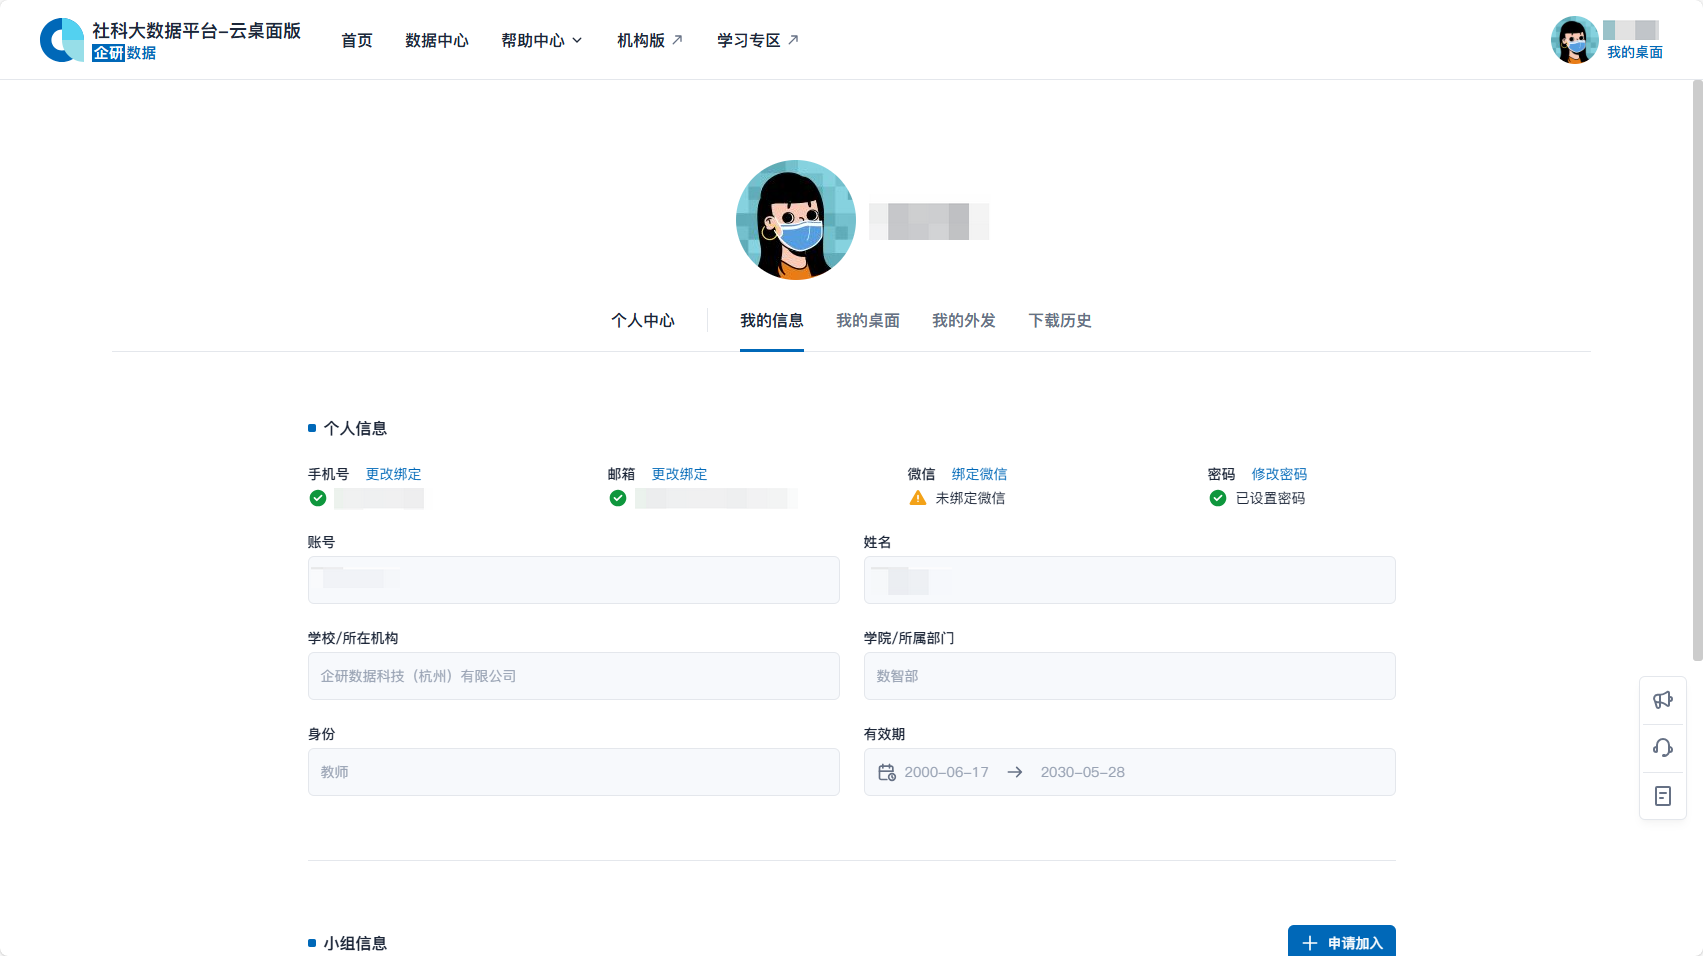 社科大数据平台-云桌面版
企研数据
首页 数据中心 帮助中心 机构版 学习专区
我的桌面
个人中心 我的信息 我的桌面 我的外发 下载历史
个人信息
手机号 更改绑定 邮箱 更改绑定 微信 绑定微信 密码 修改密码
未绑定微信 已设置密码
账号 姓名
学校/所在机构 学院/所属部门
企研数据科技（杭州）有限公司 数智部
身份 有效期
教师 2000-06-17 → 2030-05-28
小组信息 申请加入